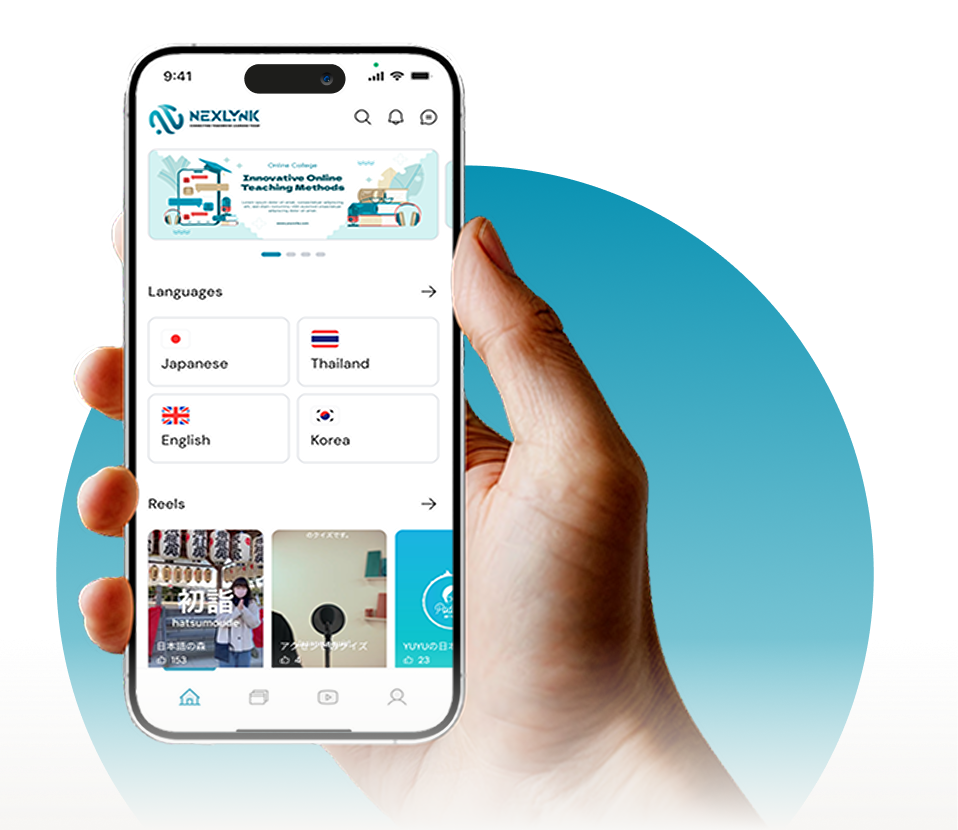 9:41
NEXLYNK
Online College
Innovative Online
Teaching Methods
Languages
Japanese
Thailand
English
Korea
Reels
のクイズです。
初詣
hatsumoude
日本語の森
153
アクセントのクイズ
4
YUYUの日本
23